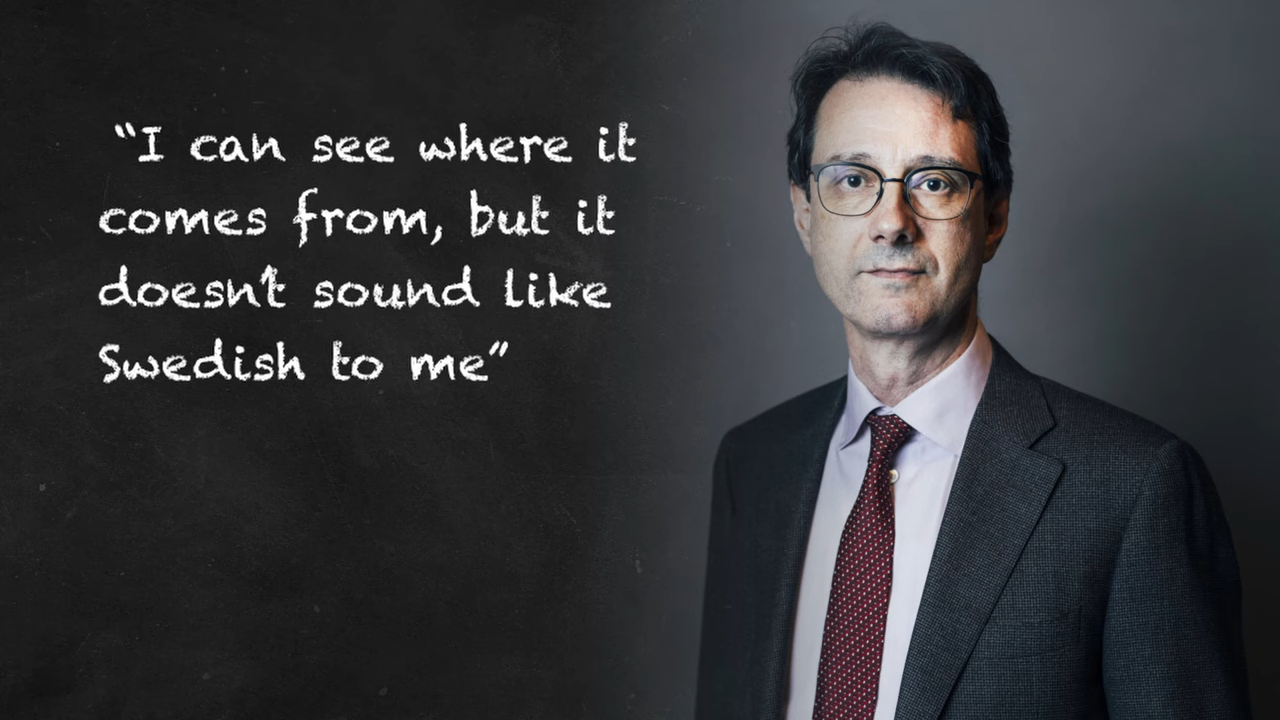 “I can see where it
comes from, but it
doesn't sound like
Swedish to me”